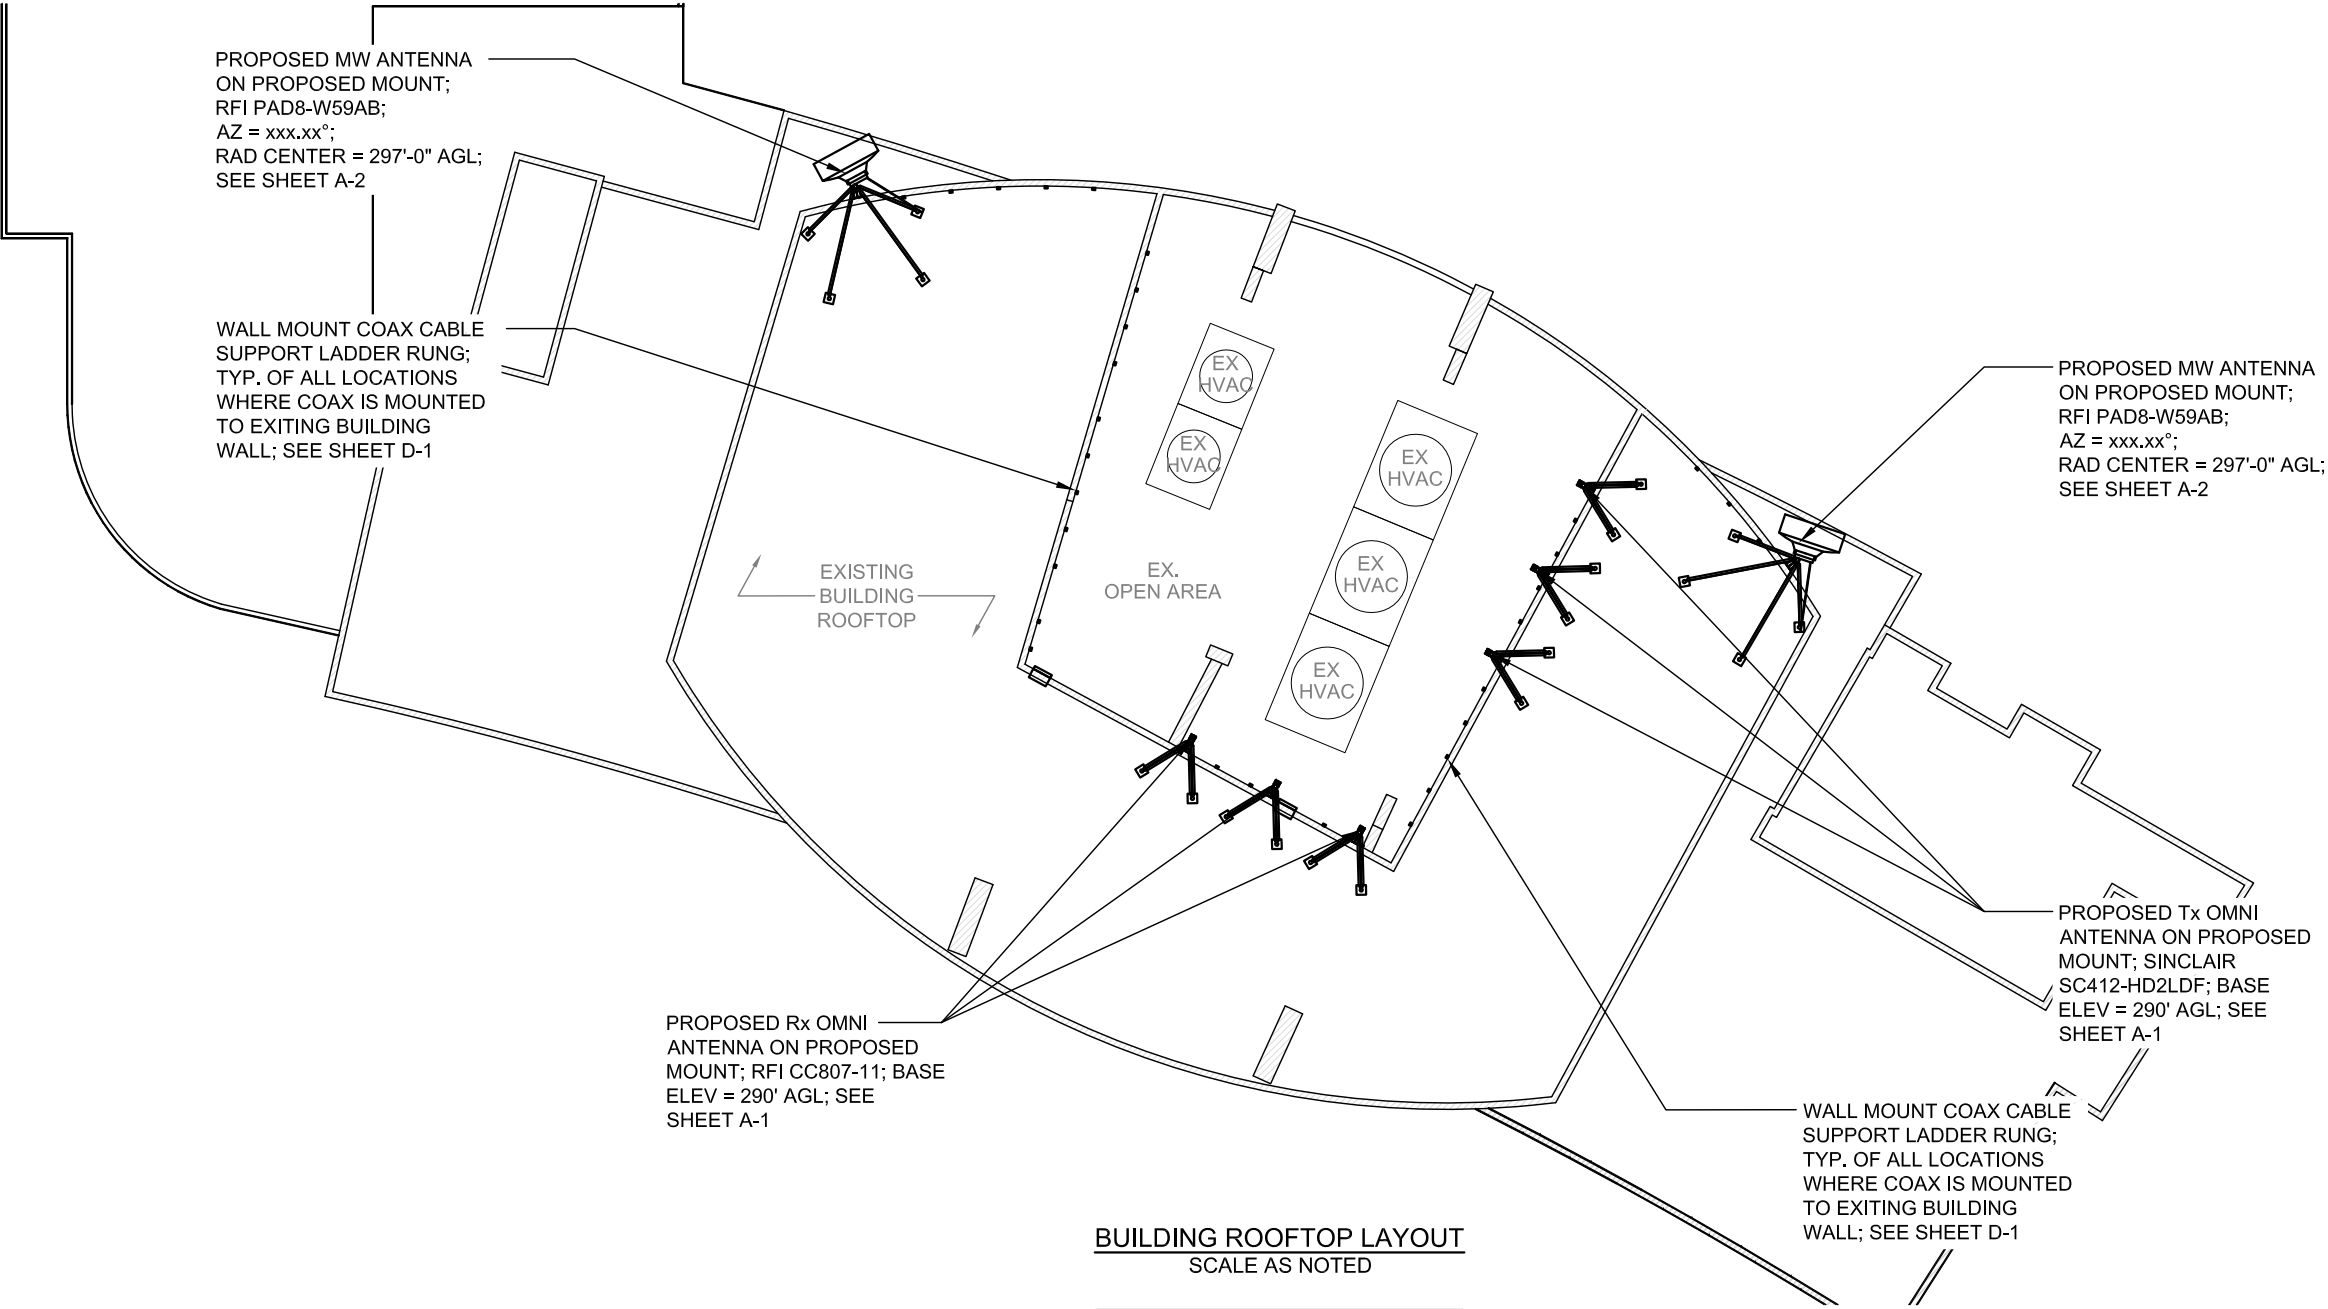 PROPOSED MW ANTENNA
ON PROPOSED MOUNT;
RFI PAD8-W59AB;
AZ = xxx.xx°;
RAD CENTER = 297'-0" AGL;
SEE SHEET A-2
WALL MOUNT COAX CABLE
SUPPORT LADDER RUNG;
TYP. OF ALL LOCATIONS
WHERE COAX IS MOUNTED
TO EXITING BUILDING
WALL; SEE SHEET D-1
EX
HVAC
EX
HVAC
EX
HVAC
EX
HVAC
EX
HVAC
EXISTING
BUILDING
ROOFTOP
EX.
OPEN AREA
PROPOSED MW ANTENNA
ON PROPOSED MOUNT;
RFI PAD8-W59AB;
AZ = xxx.xx°;
RAD CENTER = 297'-0" AGL;
SEE SHEET A-2
PROPOSED Tx OMNI
ANTENNA ON PROPOSED
MOUNT; SINCLAIR
SC412-HD2LDF; BASE
ELEV = 290' AGL; SEE
SHEET A-1
PROPOSED Rx OMNI
ANTENNA ON PROPOSED
MOUNT; RFI CC807-11; BASE
ELEV = 290' AGL; SEE
SHEET A-1
WALL MOUNT COAX CABLE
SUPPORT LADDER RUNG;
TYP. OF ALL LOCATIONS
WHERE COAX IS MOUNTED
TO EXITING BUILDING
WALL; SEE SHEET D-1
BUILDING ROOFTOP LAYOUT
SCALE AS NOTED